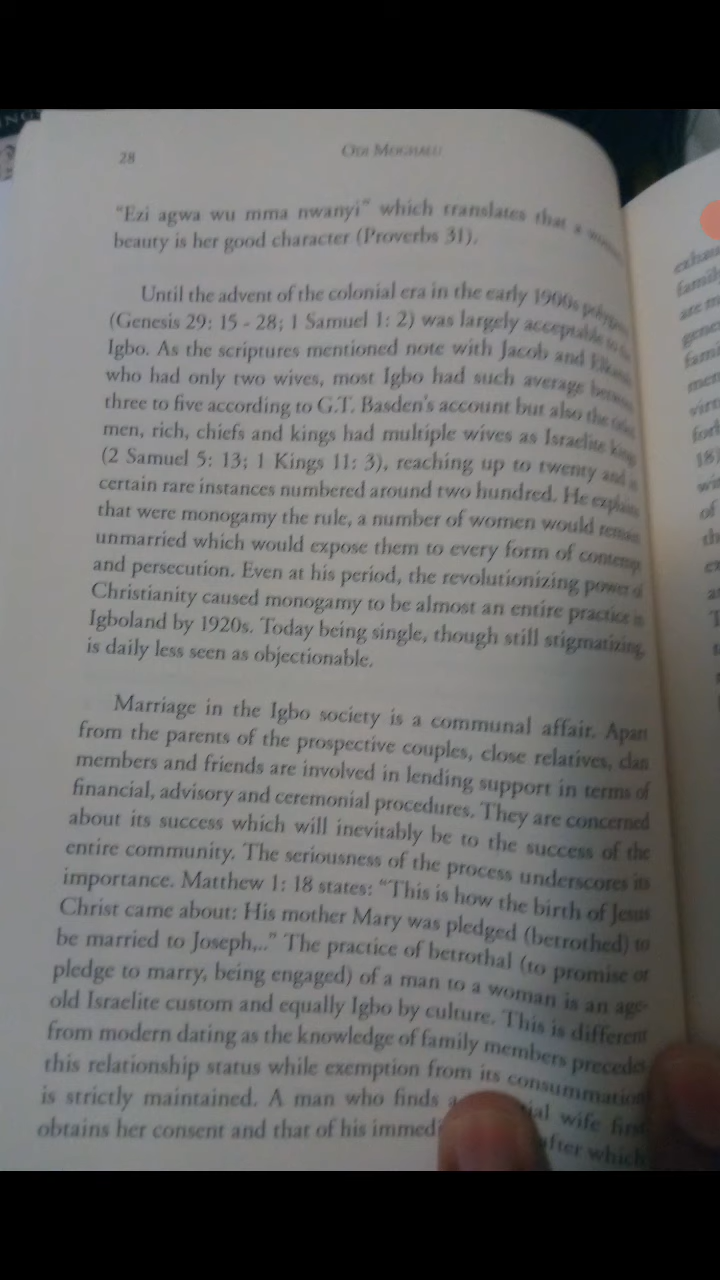 28
ODI MOGHALU
"Ezi agwa wu mma nwanyi" which translates that a
beauty is her good character (Proverbs 31).
Until the advent of the colonial era in the early 1900s
(Genesis 29: 15 - 28; 1 Samuel 1: 2) was largely acceptable to
Igbo. As the scriptures mentioned note with Jacob and
who had only two wives, most Igbo had such average between
three to five according to G.T. Basden's account but also the
men, rich, chiefs and kings had multiple wives as Israelite kings
(2 Samuel 5: 13; 1 Kings 11: 3), reaching up to twenty and in
certain rare instances numbered around two hundred. He explains
that were monogamy the rule, a number of women would remain
unmarried which would expose them to every form of contempt
and persecution. Even at his period, the revolutionizing power of
Christianity caused monogamy to be almost an entire practice in
Igboland by 1920s. Today being single, though still stigmatizing,
is daily less seen as objectionable.
Marriage in the Igbo society is a communal affair. Apart
from the parents of the prospective couples, close relatives, clan
members and friends are involved in lending support in terms of
financial, advisory and ceremonial procedures. They are concerned
about its success which will inevitably be to the success of the
entire community. The seriousness of the process underscores its
importance. Matthew 1: 18 states: "This is how the birth of Jesus
Christ came about: His mother Mary was pledged (betrothed) to
be married to Joseph,.." The practice of betrothal (to promise or
pledge to marry, being engaged) of a man to a woman is an age-
old Israelite custom and equally Igbo by culture. This is different
from modern dating as the knowledge of family members precedes
this relationship status while exemption from its consummation
is strictly maintained. A man who finds a wife first
obtains her consent and that of his after which